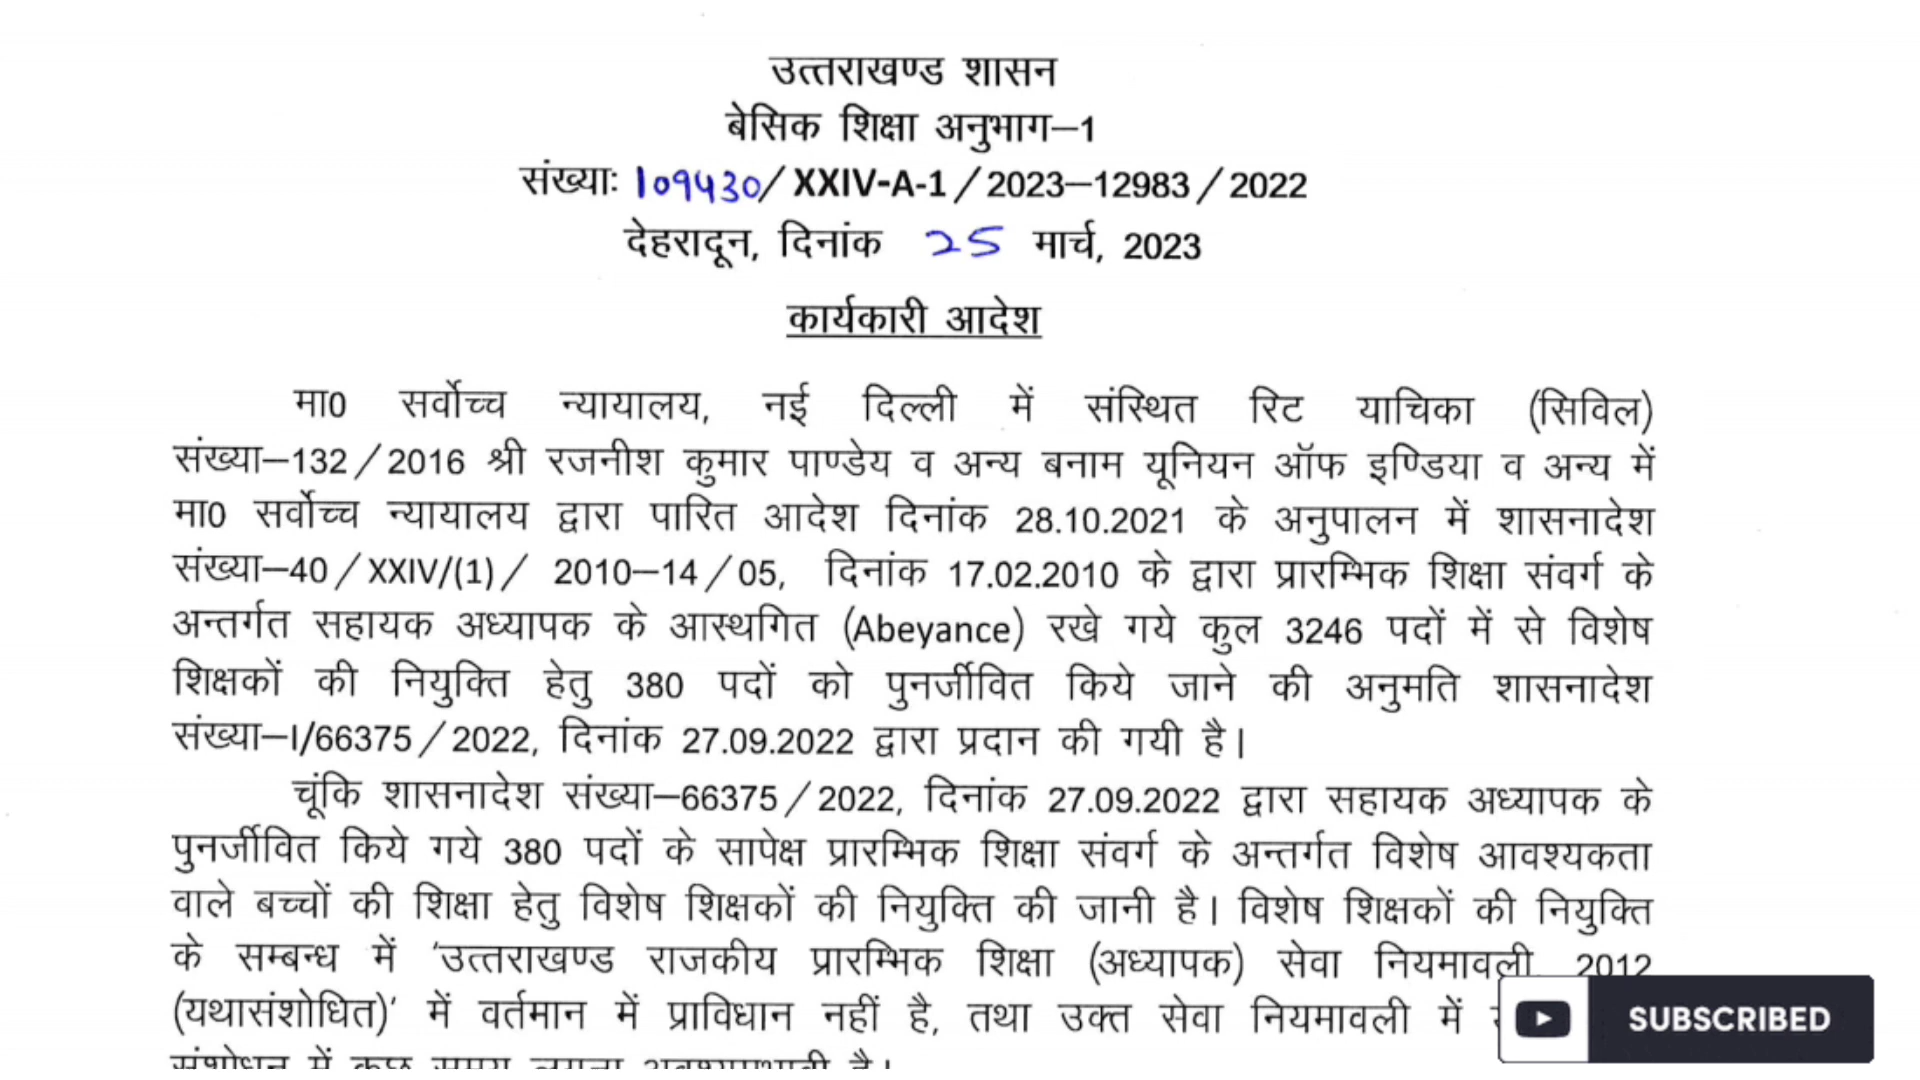 उत्तराखण्ड शासन
बेसिक शिक्षा अनुभाग–1
संख्याः 109430/ XXIV-A-1 / 2023–12983 / 2022
देहरादून, दिनांक 25 मार्च, 2023
कार्यकारी आदेश
मा0 सर्वोच्च न्यायालय, नई दिल्ली में संस्थित रिट याचिका (सिविल)
संख्या–132 / 2016 श्री रजनीश कुमार पाण्डेय व अन्य बनाम यूनियन ऑफ इण्डिया व अन्य में
मा0 सर्वोच्च न्यायालय द्वारा पारित आदेश दिनांक 28.10.2021 के अनुपालन में शासनादेश
संख्या–40 / XXIV/(1) / 2010–14 / 05, दिनांक 17.02.2010 के द्वारा प्रारम्भिक शिक्षा संवर्ग के
अन्तर्गत सहायक अध्यापक के आस्थगित (Abeyance) रखे गये कुल 3246 पदों में से विशेष
शिक्षकों की नियुक्ति हेतु 380 पदों को पुनर्जीवित किये जाने की अनुमति शासनादेश
संख्या–I/66375 / 2022, दिनांक 27.09.2022 द्वारा प्रदान की गयी है।
चूंकि शासनादेश संख्या–66375 / 2022, दिनांक 27.09.2022 द्वारा सहायक अध्यापक के
पुनर्जीवित किये गये 380 पदों के सापेक्ष प्रारम्भिक शिक्षा संवर्ग के अन्तर्गत विशेष आवश्यकता
वाले बच्चों की शिक्षा हेतु विशेष शिक्षकों की नियुक्ति की जानी है। विशेष शिक्षकों की नियुक्ति
के सम्बन्ध में 'उत्तराखण्ड राजकीय प्रारम्भिक शिक्षा (अध्यापक) सेवा नियमावली 2012
(यथासंशोधित)' में वर्तमान में प्राविधान नहीं है, तथा उक्त सेवा नियमावली में
संशोधन में कुछ समय लगना अवश्यम्भावी है।
SUBSCRIBED